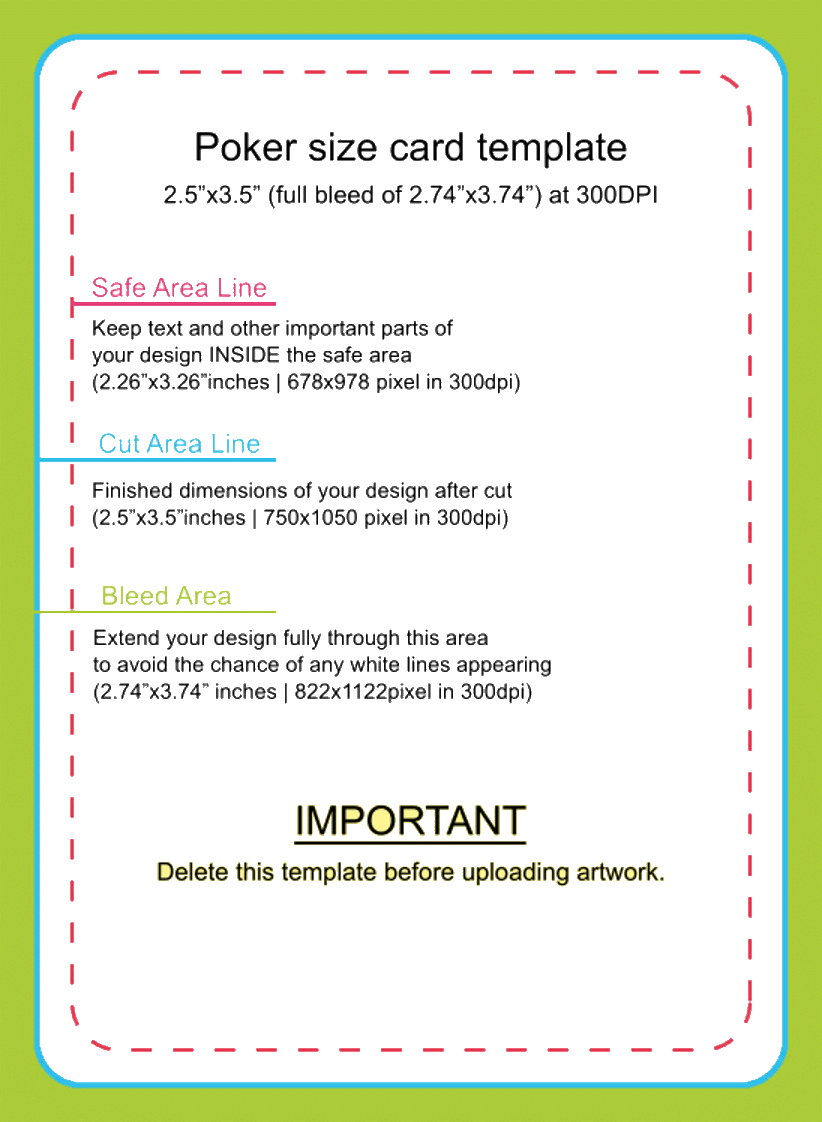 Poker size card template
2.5”x3.5” (full bleed of 2.74”x3.74”) at 300DPI
Safe Area Line
Keep text and other important parts of
your design INSIDE the safe area
(2.26”x3.26”inches | 678x978 pixel in 300dpi)
Cut Area Line
Finished dimensions of your design after cut
(2.5”x3.5”inches | 750x1050 pixel in 300dpi)
Bleed Area
Extend your design fully through this area
to avoid the chance of any white lines appearing
(2.74”x3.74” inches | 822x1122pixel in 300dpi)
IMPORTANT
Delete this template before uploading artwork.